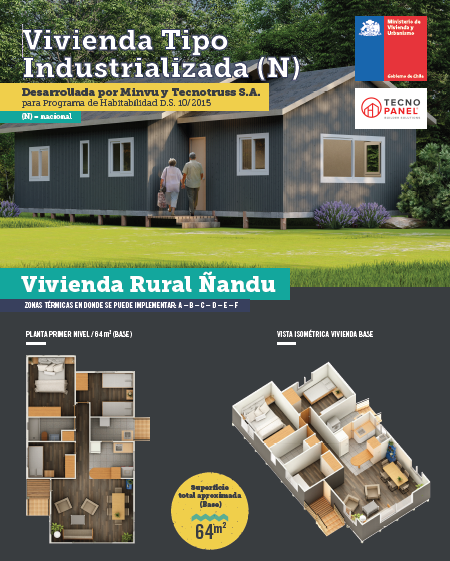 Vivienda Tipo
Industrializada (N)
Desarrollada por Minvu y Tecnotruss S.A.
para Programa de Habitabilidad D.S. 10/2015
(N) = nacional
Ministerio de
Vivienda y
Urbanismo
Gobierno de Chile
TECNO
PANEL
Vivienda Rural Ñandu
ZONAS TÉRMICAS EN DONDE SE PUEDE IMPLEMENTAR: A – B – C – D – E – F
PLANTA PRIMER NIVEL / 64 m² (BASE)
VISTA ISOMÉTRICA VIVIENDA BASE
Superficie
total aproximada
(Base)
64 m²